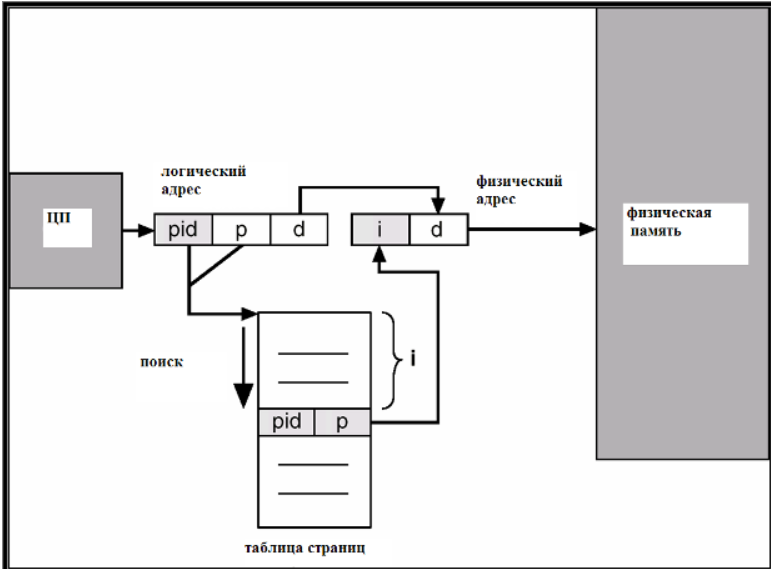 логический
адрес
физический
адрес
ЦП
pid p d
i d
физическая
память
поиск
i
pid p
таблица страниц